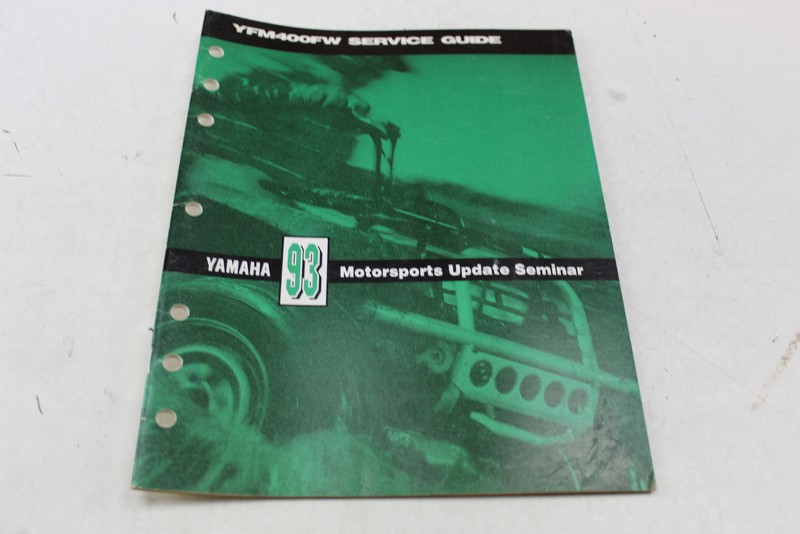 YFM400FW SERVICE GUIDE
YAMAHA 93 Motorsports Update Seminar